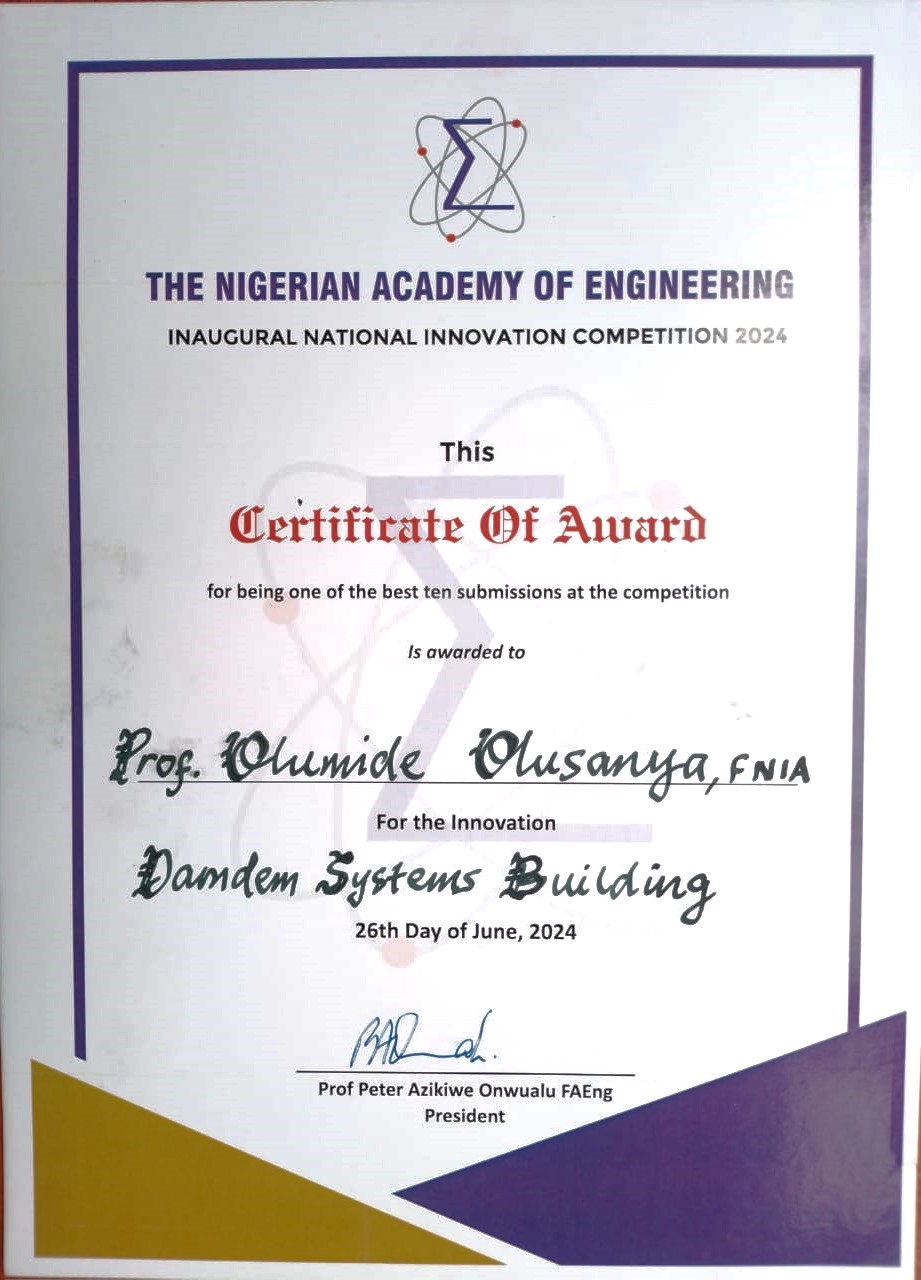 THE NIGERIAN ACADEMY OF ENGINEERING
INAUGURAL NATIONAL INNOVATION COMPETITION 2024
This
Certificate Of Award
for being one of the best ten submissions at the competition
Is awarded to
Prof. Olumide Olusanya, FNIA
For the Innovation
Damdem Systems Building
26th Day of June, 2024
Prof Peter Azikiwe Onwualu FAEng
President